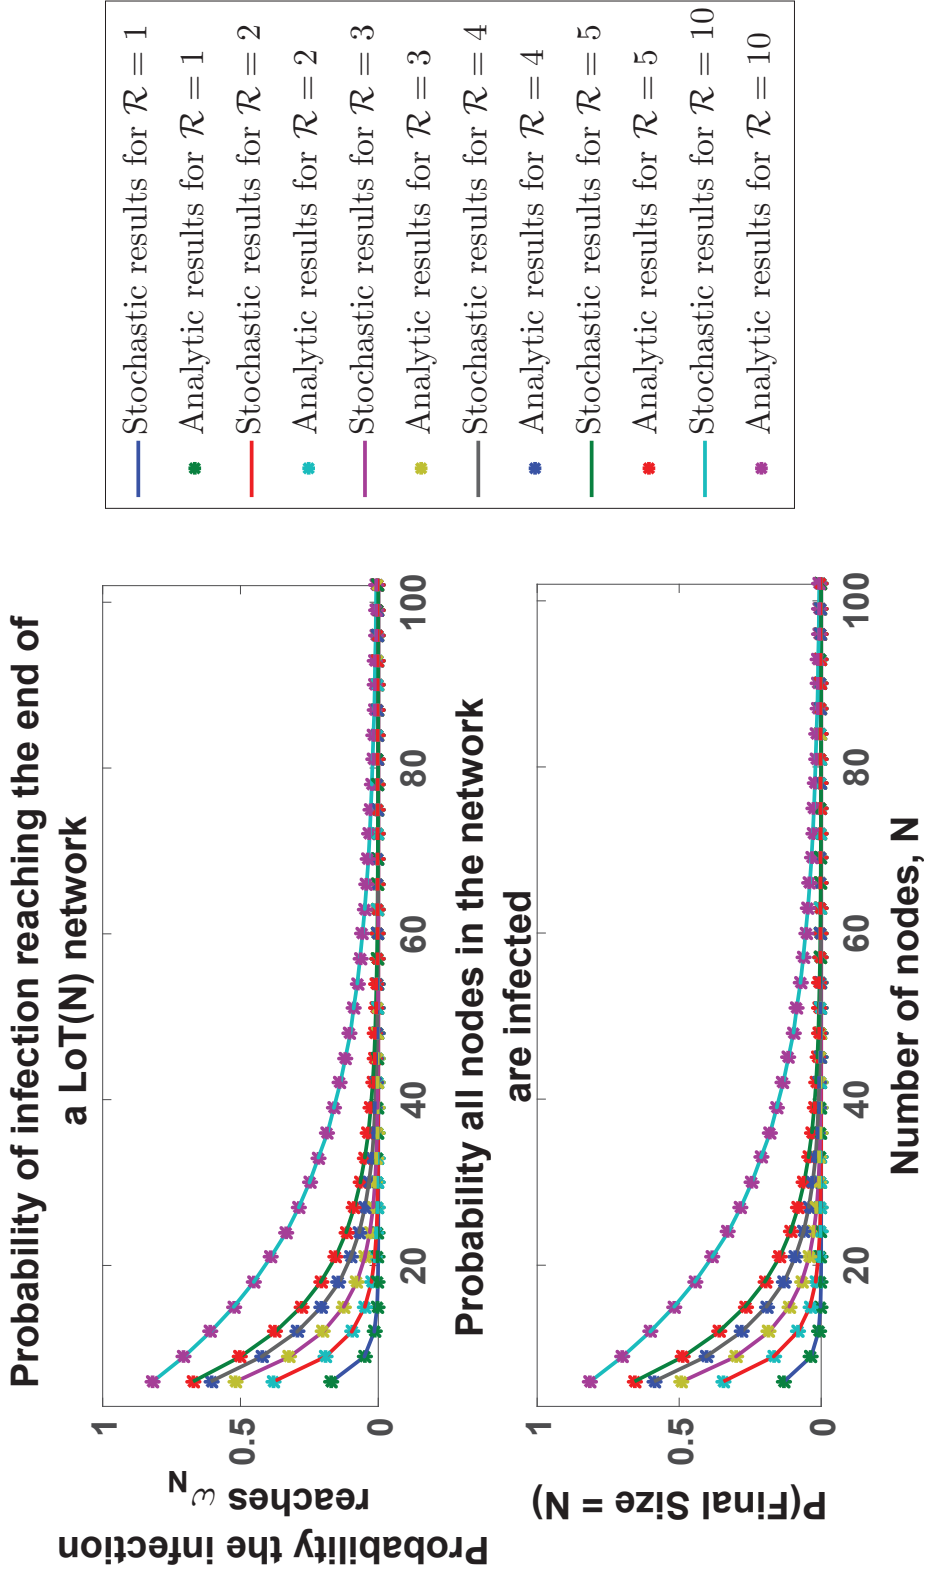 Probability of infection reaching the end of
a LoT(N) network
Probability the infection
reaches ω_N
1
0.5
0
20
40
60
80
100
Probability all nodes in the network
are infected
P(Final Size = N)
1
0.5
0
20
40
60
80
100
Number of nodes, N
Stochastic results for ℛ = 1
Analytic results for ℛ = 1
Stochastic results for ℛ = 2
Analytic results for ℛ = 2
Stochastic results for ℛ = 3
Analytic results for ℛ = 3
Stochastic results for ℛ = 4
Analytic results for ℛ = 4
Stochastic results for ℛ = 5
Analytic results for ℛ = 5
Stochastic results for ℛ = 10
Analytic results for ℛ = 10